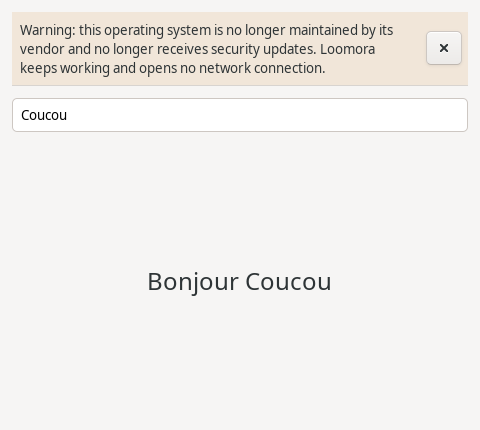 Warning: this operating system is no longer maintained by its
vendor and no longer receives security updates. Loomora
keeps working and opens no network connection.
Coucou
Bonjour Coucou